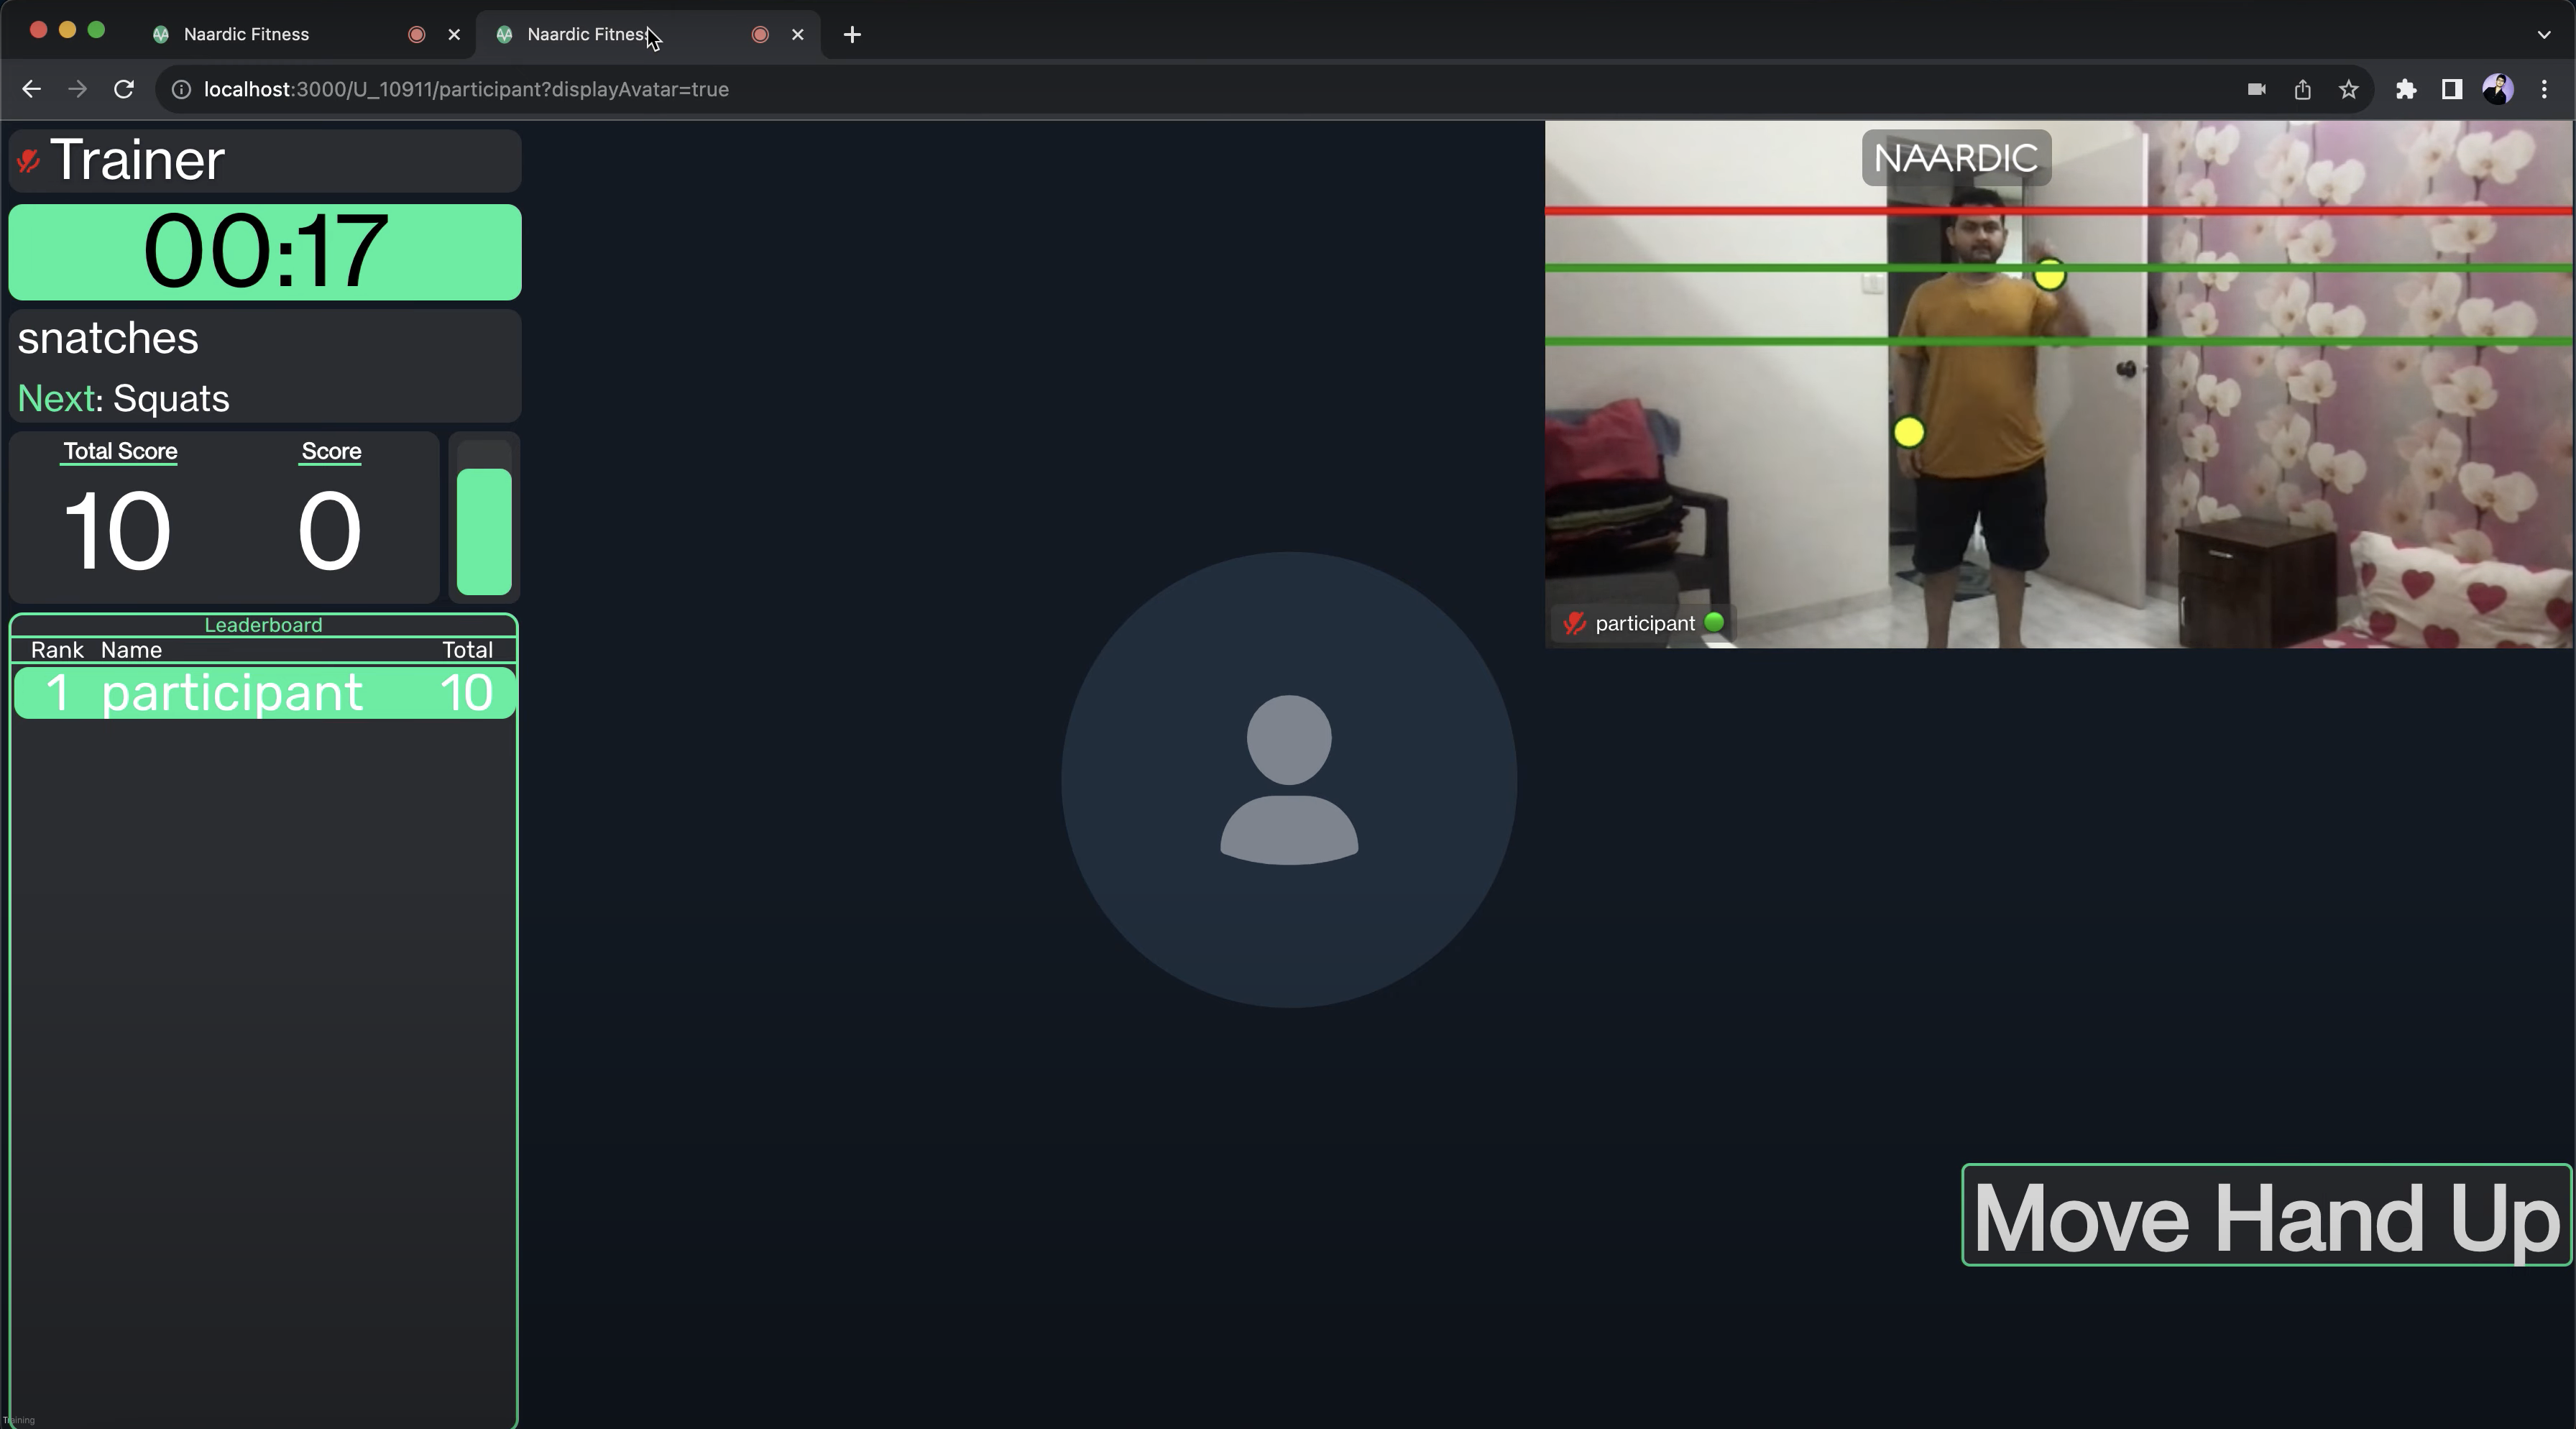 Naardic Fitness
Naardic Fitness
localhost:3000/U_10911/participant?displayAvatar=true
Trainer
00:17
snatches
Next: Squats
Total Score Score
10 0
Leaderboard
Rank Name Total
1 participant 10
Training
NAARDIC
participant
Move Hand Up